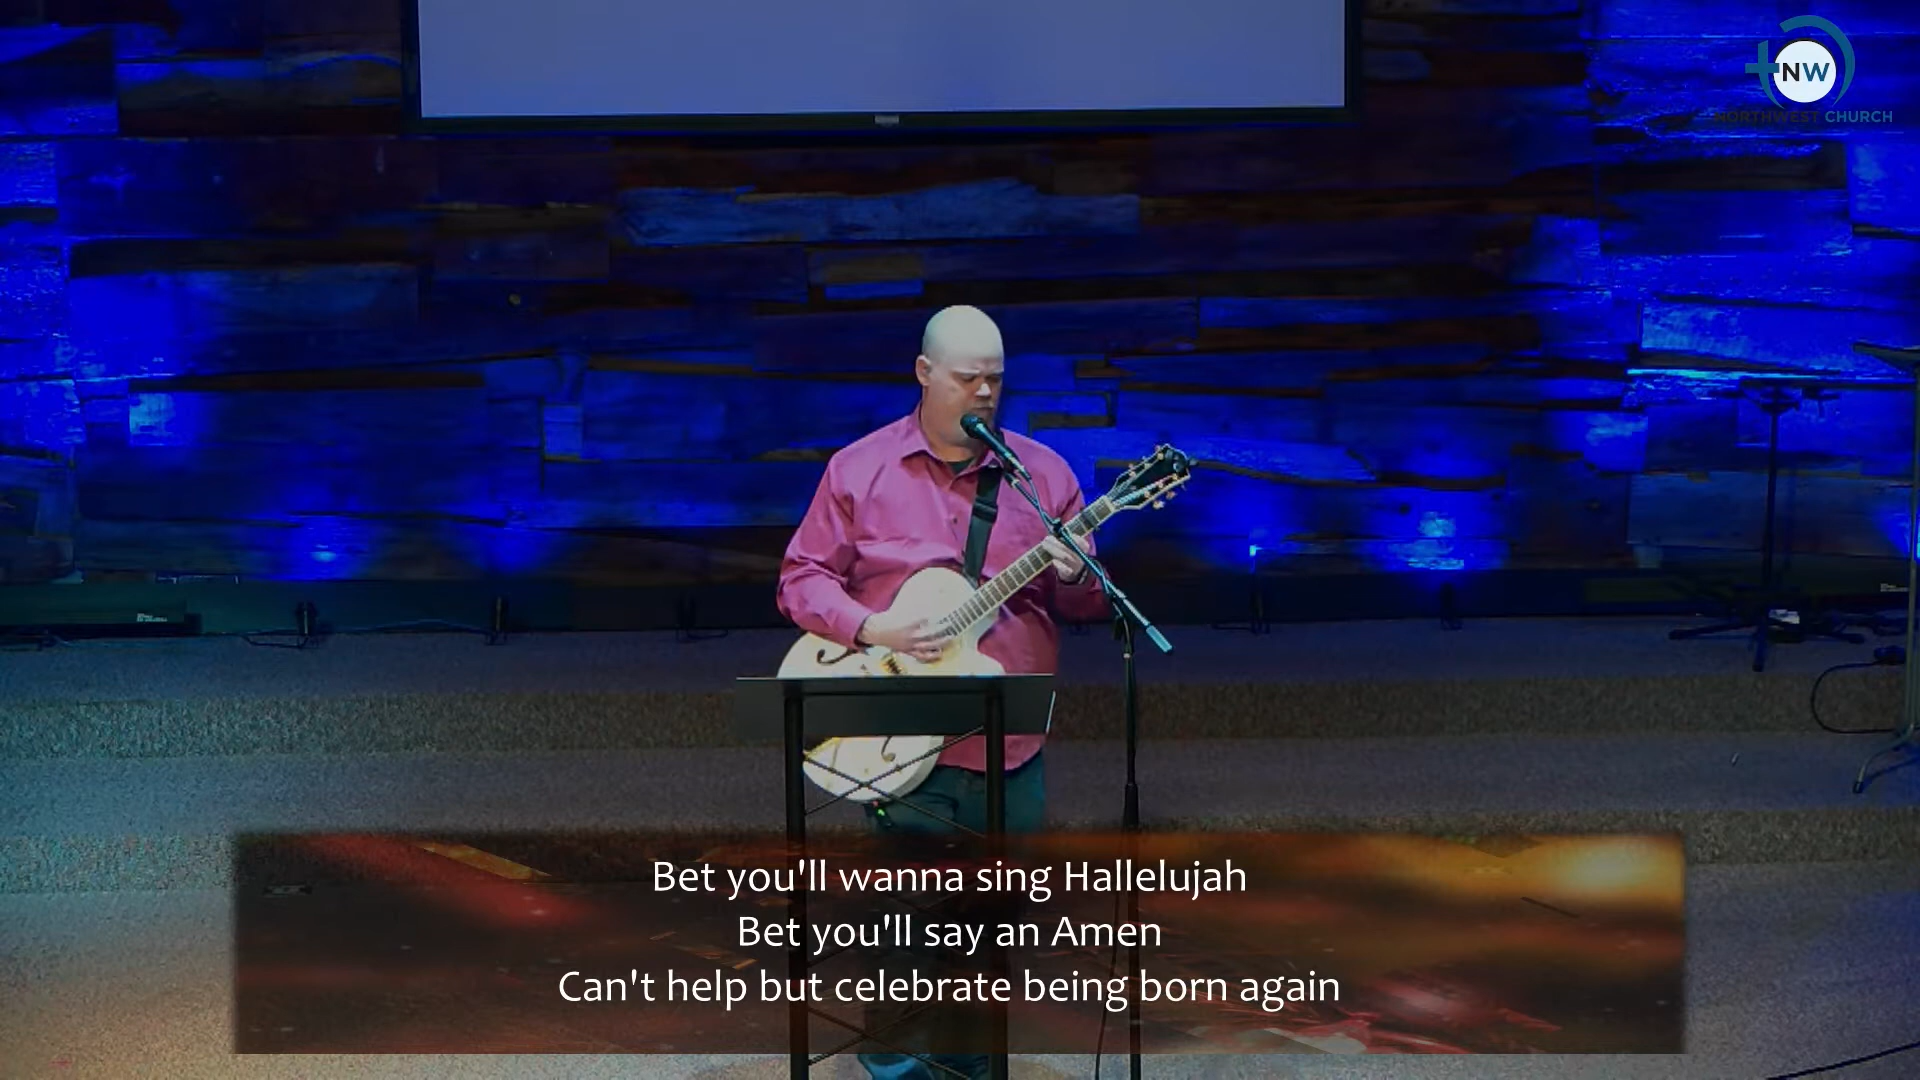 NW
NORTHWEST CHURCH
Bet you'll wanna sing Hallelujah
Bet you'll say an Amen
Can't help but celebrate being born again